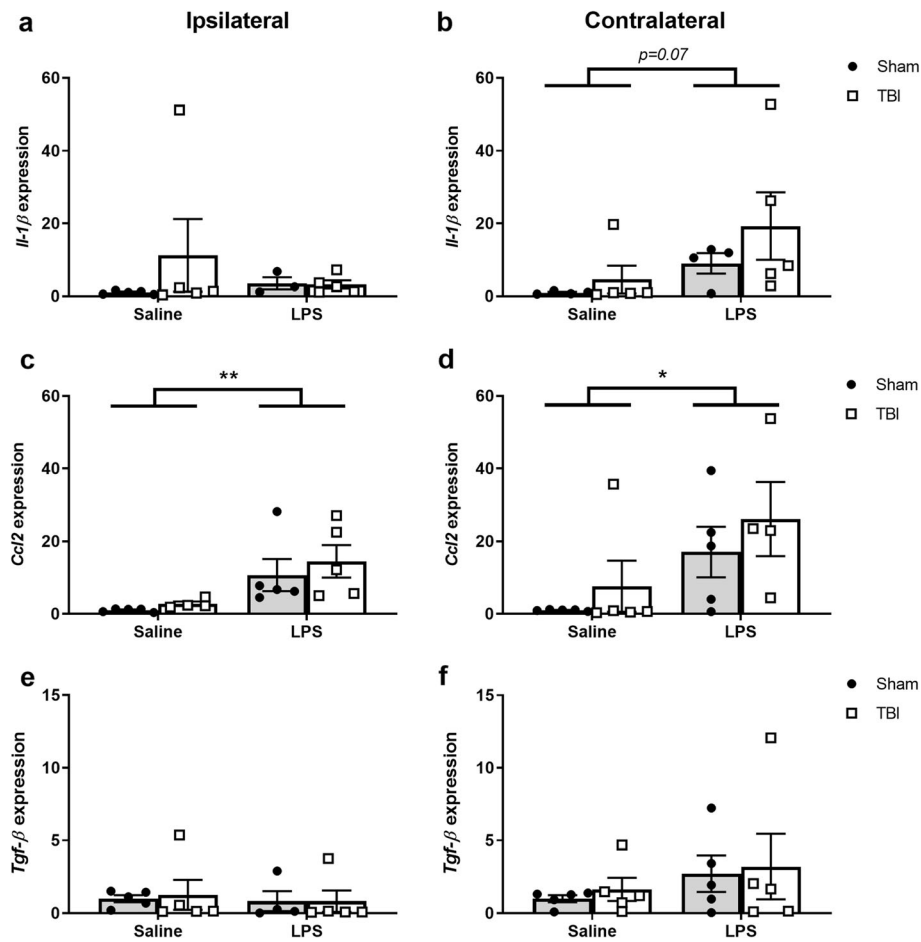 a Ipsilateral b Contralateral
60
40
20
0
Il-1β expression
Saline LPS
60
40
20
0
Il-1β expression
p=0.07
Saline LPS
Sham
TBI
c
60
40
20
0
Ccl2 expression
**
Saline LPS
d
60
40
20
0
Ccl2 expression
*
Saline LPS
Sham
TBI
e
15
10
5
0
Tgf-β expression
Saline LPS
f
15
10
5
0
Tgf-β expression
Saline LPS
Sham
TBI